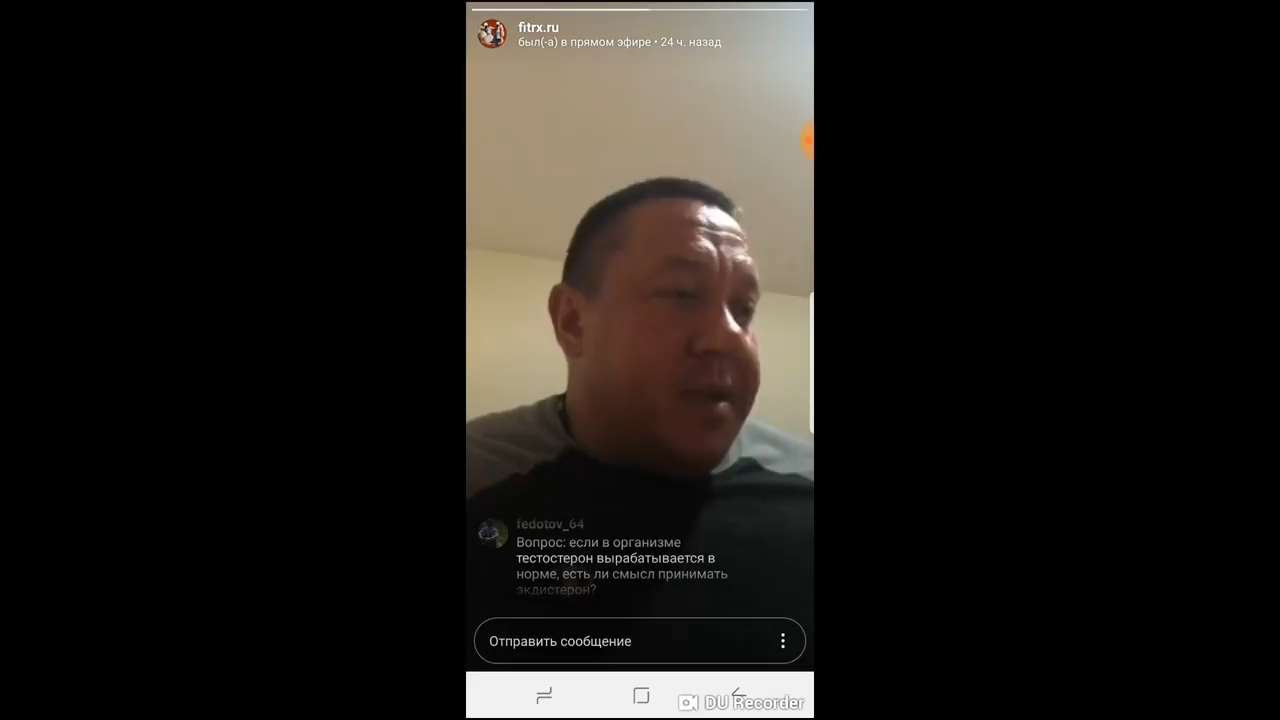 fitrx.ru
был(-а) в прямом эфире • 24 ч. назад
fedotov_64
Вопрос: если в организме
тестостерон вырабатывается в
норме, есть ли смысл принимать
экдистерон?
Отправить сообщение
DU Recorder